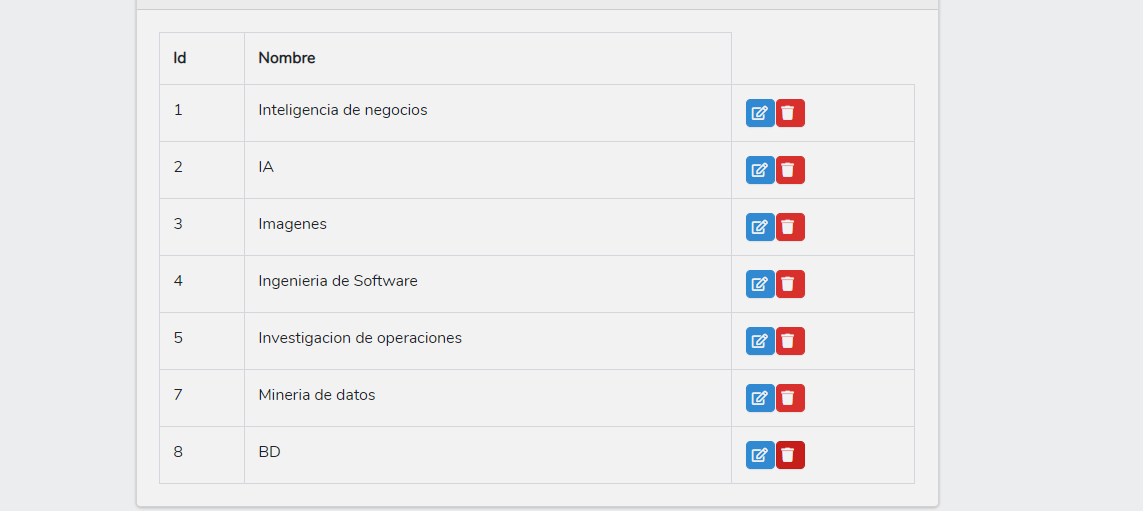 Id Nombre
1 Inteligencia de negocios
2 IA
3 Imagenes
4 Ingenieria de Software
5 Investigacion de operaciones
7 Mineria de datos
8 BD